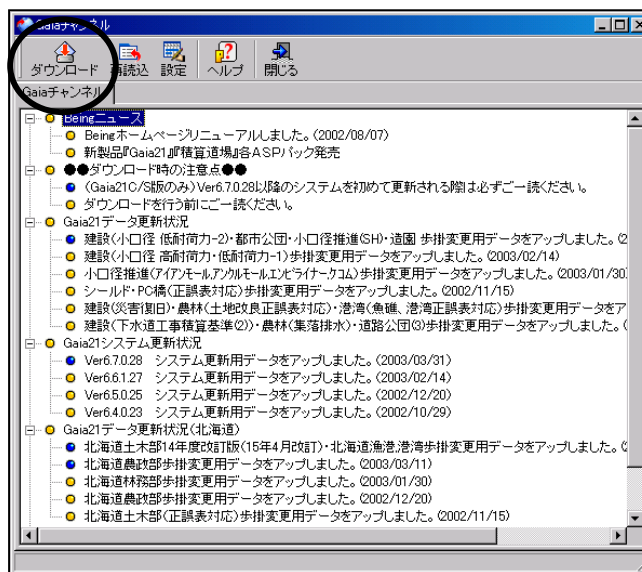 Gaiaチャンネル
ダウンロード 再読込 設定 ヘルプ 閉じる
Gaiaチャンネル
Beingニュース
Beingホームページリニューアルしました。(2002/08/07)
新製品『Gaia21』『積算道場』各ASPパック発売
●●ダウンロード時の注意点●●
(Gaia21C/S版のみ)Ver6.7.0.28以降のシステムを初めて更新される際は必ずご一読ください。
ダウンロードを行う前にご一読ください。
Gaia21データ更新状況
建設(小口径 低耐荷力-2)・都市公団・小口径推進(SH)・造園 歩掛変更用データをアップしました。(2
建設(小口径 高耐荷力・低耐荷力-1)歩掛変更用データをアップしました。(2003/02/14)
小口径推進(アイアンモール,アンクルモール,エンビライナー,クコム)歩掛変更用データをアップしました。(2003/01/30
シールド・PC橋(正誤表対応)歩掛変更用データをアップしました。(2002/11/15)
建設(災害復旧)・農林(土地改良正誤表対応)・港湾(魚礁、港湾正誤表対応)歩掛変更用データをア
建設(下水道工事積算基準(2))・農林(集落排水)・道路公団(3)歩掛変更用データをアップしました。(
Gaia21システム更新状況
Ver6.7.0.28 システム更新用データをアップしました。(2003/03/31)
Ver6.6.1.27 システム更新用データをアップしました。(2003/02/14)
Ver6.5.0.25 システム更新用データをアップしました。(2002/12/20)
Ver6.4.0.23 システム更新用データをアップしました。(2002/10/29)
Gaia21データ更新状況(北海道)
北海道土木部14年度改訂版(15年4月改訂)・北海道漁港,港湾歩掛変更用データをアップしました。(2
北海道農政部歩掛変更用データをアップしました。(2003/03/11)
北海道林務部歩掛変更用データをアップしました。(2003/01/30)
北海道農政部歩掛変更用データをアップしました。(2002/12/20)
北海道土木部(正誤表対応)歩掛変更用データをアップしました。(2002/11/15)